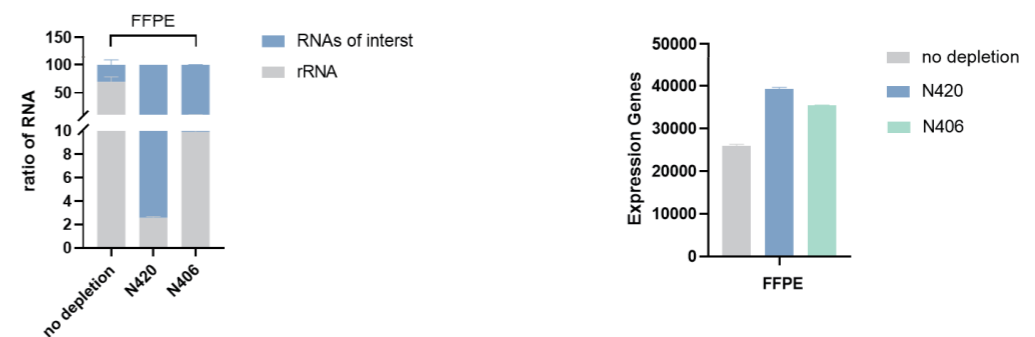 FFPE
150
100
50
10
8
6
4
2
0
ratio of RNA
no depletion
N420
N406
RNAs of interst
rRNA
50000
40000
30000
20000
10000
0
Expression Genes
FFPE
no depletion
N420
N406